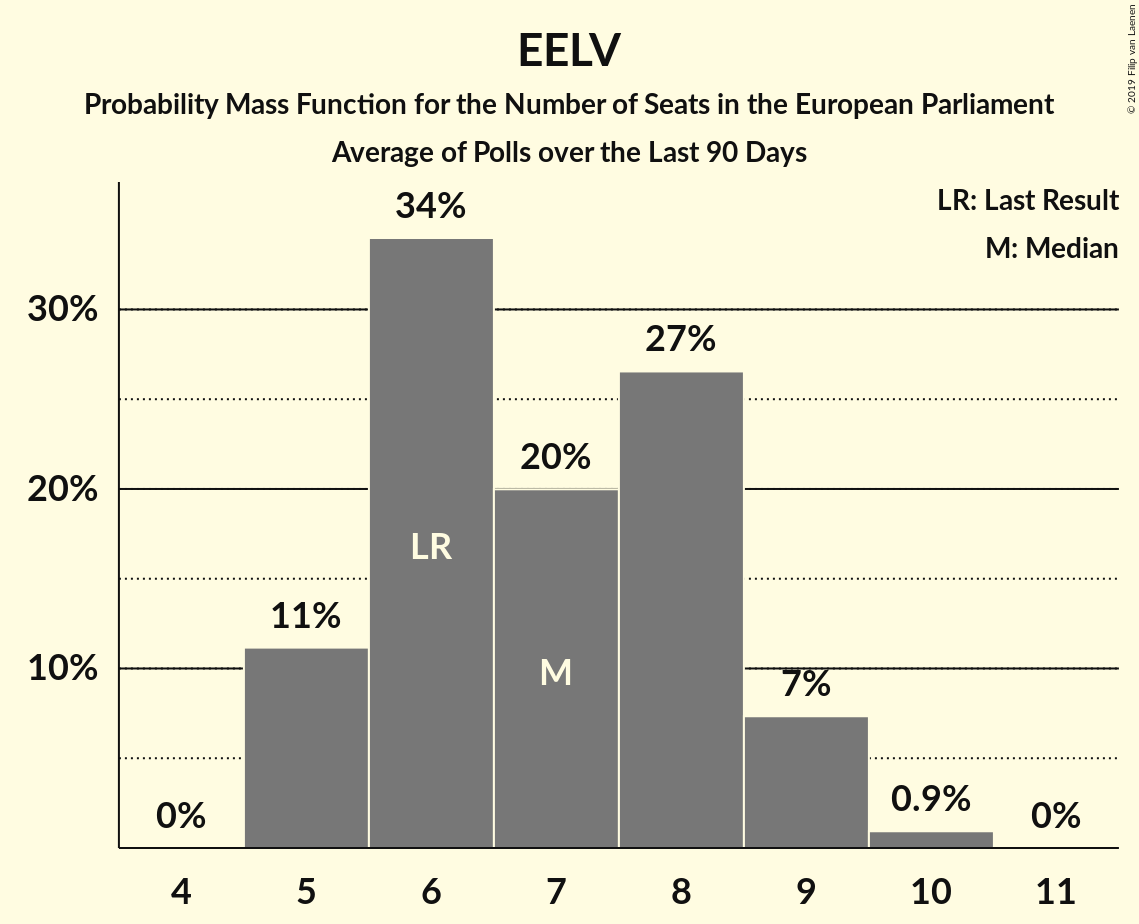 EELV
Probability Mass Function for the Number of Seats in the European Parliament
Average of Polls over the Last 90 Days
© 2019 Filip van Laenen
LR: Last Result
M: Median
34%
30%
27%
20%
20%
LR
11%
M
10%
7%
0%
0.9%
0%
4 5 6 7 8 9 10 11